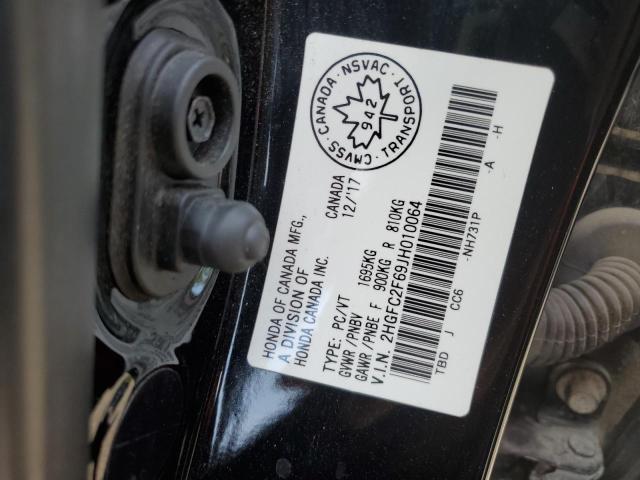 HONDA OF CANADA MFG.,
A DIVISION OF
HONDA CANADA INC.
CANADA
12/'17
TYPE: PC/VT
GVWR/PNBV 1695KG
GAWR/PNBE F 900KG R 810KG
V.I.N. 2HGFC2F69JH010064
TBD J CC6 -NH731P -A -H
CANADA · NSVAC · TRANSPORT · CMVSS
942